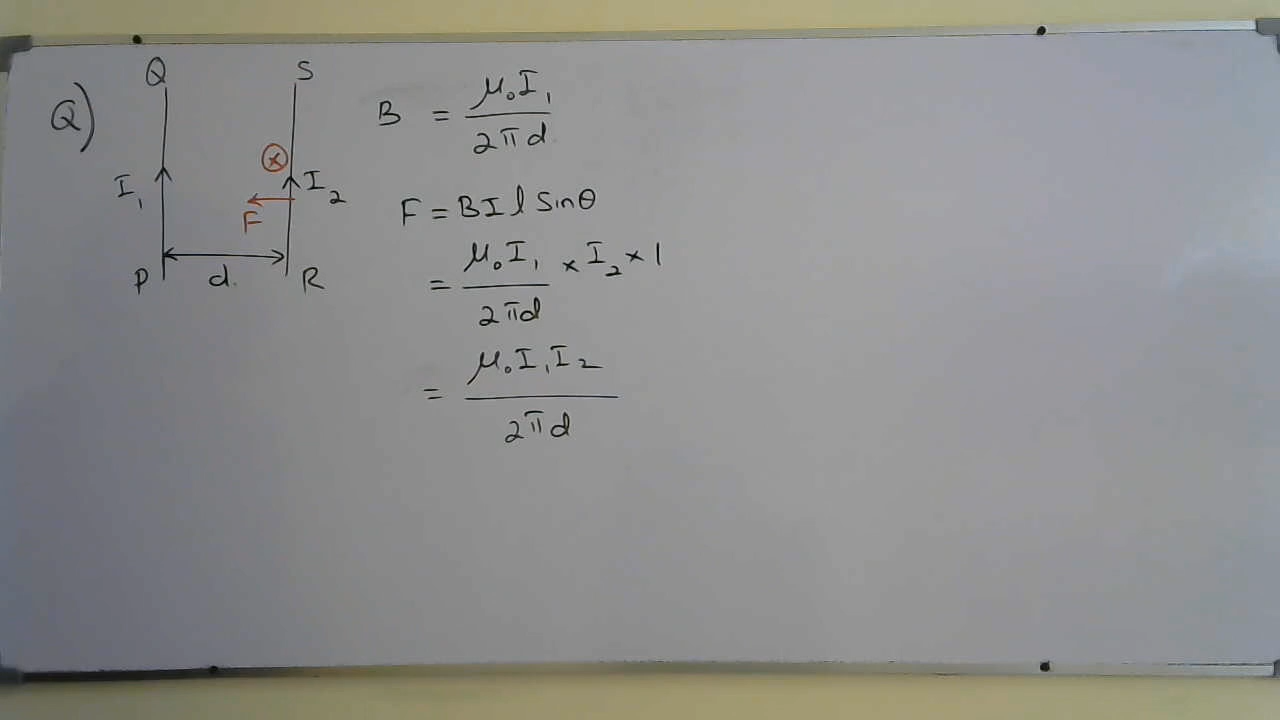 Q)
Q S
I₁ ⊗ I₂
F
P d. R
B = μ₀I₁ / 2πd
F = BIl Sinθ
= μ₀I₁ / 2πd × I₂ × 1
= μ₀I₁I₂ / 2πd